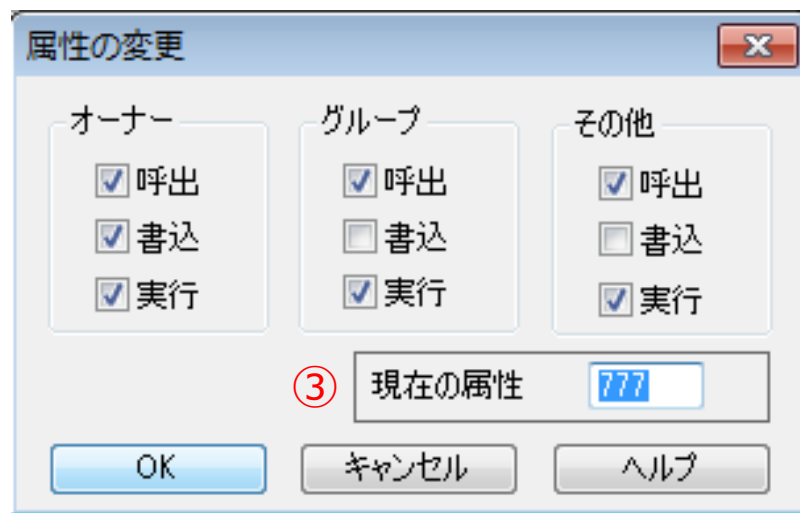 属性の変更
オーナー
呼出
書込
実行
グループ
呼出
書込
実行
その他
呼出
書込
実行
③ 現在の属性 777
OK キャンセル ヘルプ